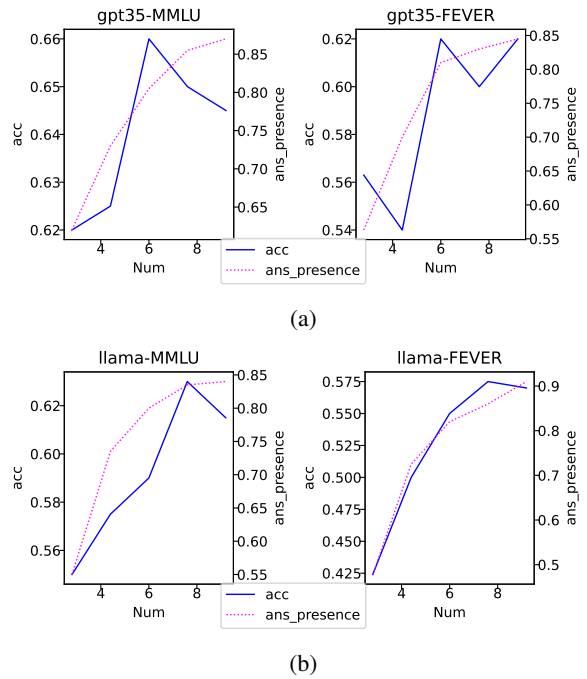 gpt35-MMLU
gpt35-FEVER
0.66
0.65
0.64
0.63
0.62
acc
0.85
0.80
0.75
0.70
0.65
ans_presence
4 6 8
Num
0.62
0.60
0.58
0.56
0.54
acc
0.85
0.80
0.75
0.70
0.65
0.60
0.55
ans_presence
4 6 8
Num
acc
ans_presence
(a)
llama-MMLU
llama-FEVER
0.62
0.60
0.58
0.56
acc
0.85
0.80
0.75
0.70
0.65
0.60
0.55
ans_presence
4 6 8
Num
0.575
0.550
0.525
0.500
0.475
0.450
0.425
acc
0.9
0.8
0.7
0.6
0.5
ans_presence
4 6 8
Num
acc
ans_presence
(b)